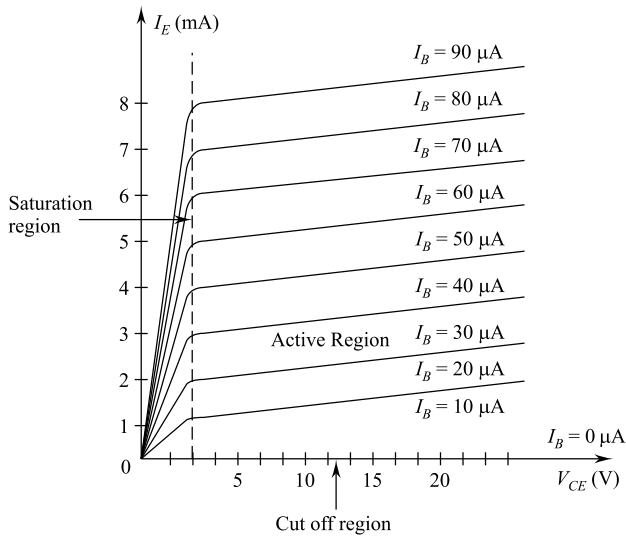 I_E (mA)
I_B = 90 μA
I_B = 80 μA
8
I_B = 70 μA
7
I_B = 60 μA
6
Saturation
region
I_B = 50 μA
5
I_B = 40 μA
4
I_B = 30 μA
3
Active Region
I_B = 20 μA
2
I_B = 10 μA
1
I_B = 0 μA
0
5 10 15 20
V_CE (V)
Cut off region